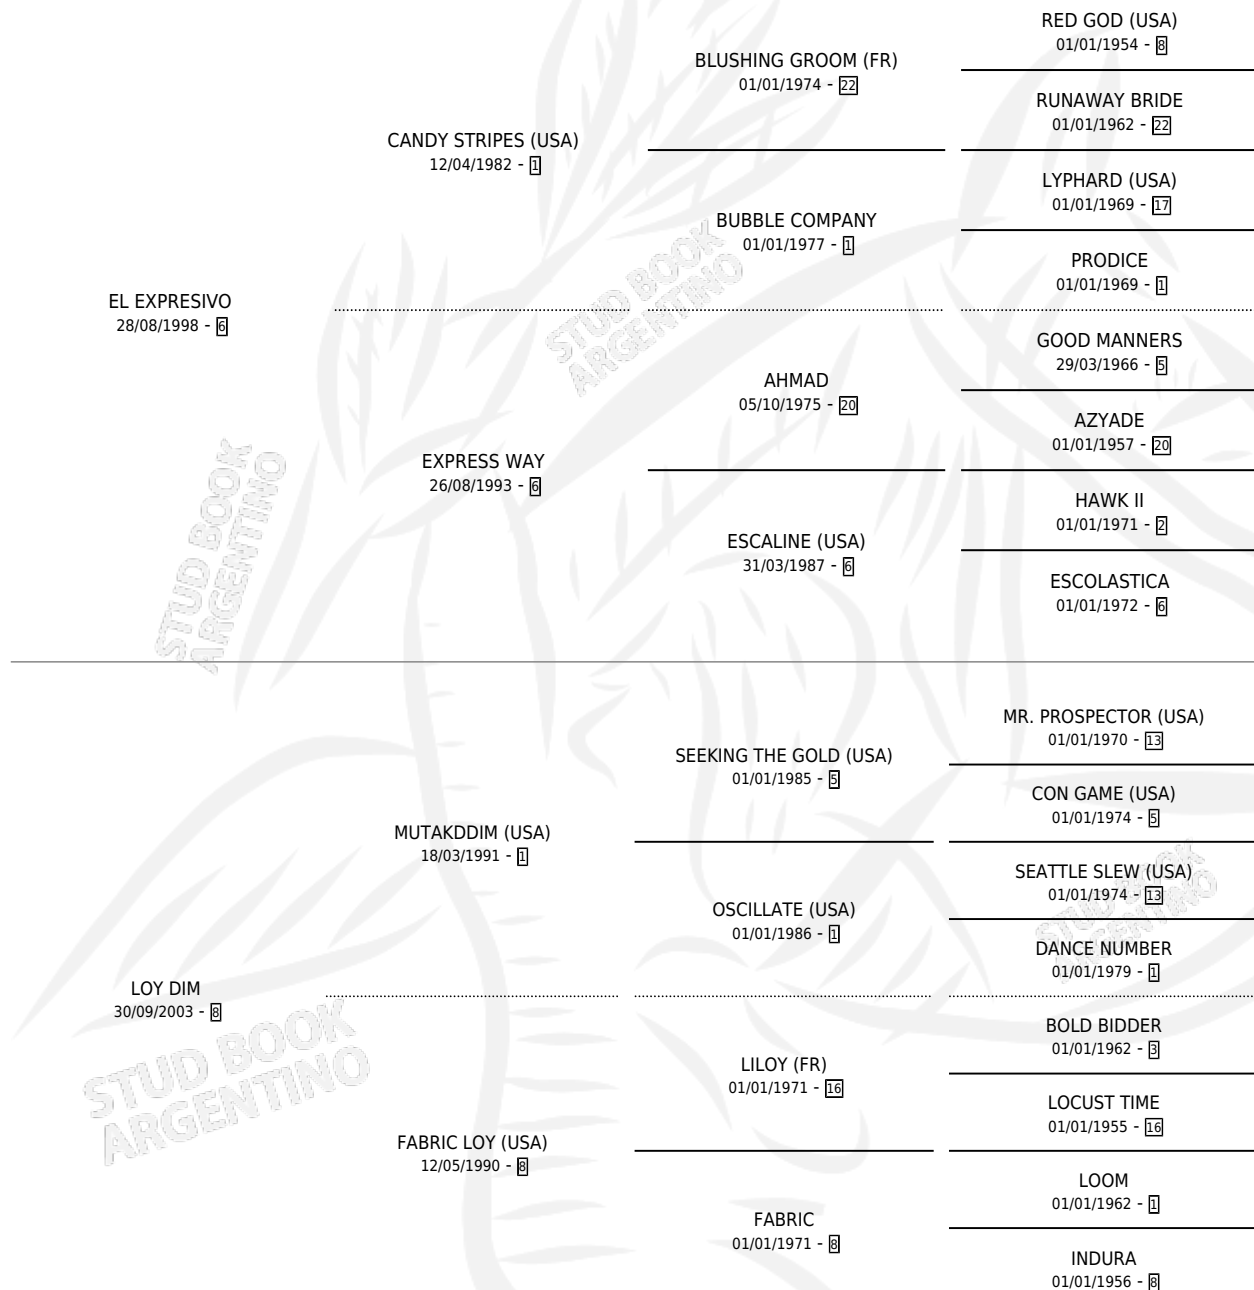 RED GOD (USA)
01/01/1954 - 8
BLUSHING GROOM (FR)
01/01/1974 - 22
RUNAWAY BRIDE
01/01/1962 - 22
CANDY STRIPES (USA)
12/04/1982 - 1
LYPHARD (USA)
01/01/1969 - 17
BUBBLE COMPANY
01/01/1977 - 1
PRODICE
01/01/1969 - 1
EL EXPRESIVO
28/08/1998 - 6
STUD BOOK
ARGENTINO
GOOD MANNERS
29/03/1966 - 5
AHMAD
05/10/1975 - 20
AZYADE
01/01/1957 - 20
EXPRESS WAY
26/08/1993 - 6
HAWK II
01/01/1971 - 2
ESCALINE (USA)
31/03/1987 - 6
ESCOLASTICA
01/01/1972 - 6
STUD BOOK
ARGENTINO
MR. PROSPECTOR (USA)
01/01/1970 - 13
SEEKING THE GOLD (USA)
01/01/1985 - 5
CON GAME (USA)
01/01/1974 - 5
MUTAKDDIM (USA)
18/03/1991 - 1
SEATTLE SLEW (USA)
01/01/1974 - 13
OSCILLATE (USA)
01/01/1986 - 1
STUD BOOK
ARGENTINO
DANCE NUMBER
01/01/1979 - 1
LOY DIM
30/09/2003 - 8
STUD BOOK
ARGENTINO
BOLD BIDDER
01/01/1962 - 3
LILOY (FR)
01/01/1971 - 16
LOCUST TIME
01/01/1955 - 16
FABRIC LOY (USA)
12/05/1990 - 8
LOOM
01/01/1962 - 1
FABRIC
01/01/1971 - 8
INDURA
01/01/1956 - 8